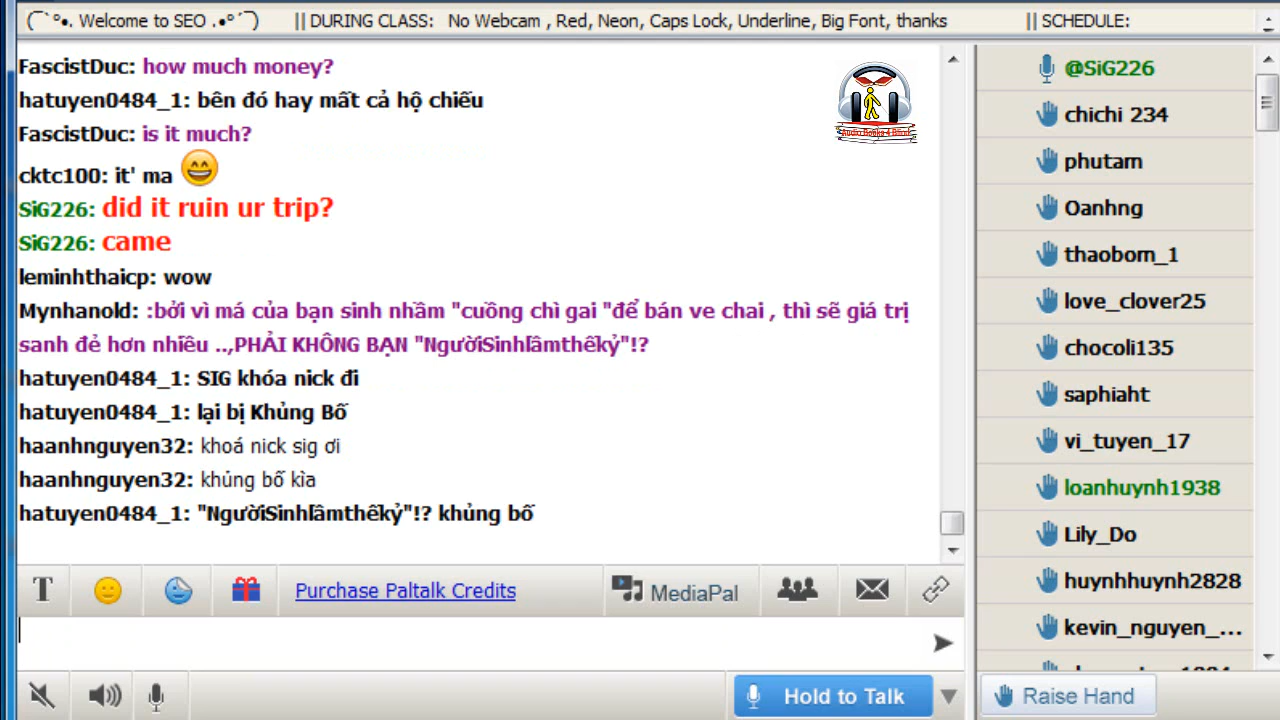 (¯`°•. Welcome to SEO .•°´¯) || DURING CLASS: No Webcam , Red, Neon, Caps Lock, Underline, Big Font, thanks || SCHEDULE:
FascistDuc: how much money?
hatuyen0484_1: bên đó hay mất cả hộ chiếu
FascistDuc: is it much?
cktc100: it' ma
SiG226: did it ruin ur trip?
SiG226: came
leminhthaicp: wow
Mynhanold: :bởi vì má của bạn sinh nhầm "cuồng chì gai "để bán ve chai , thì sẽ giá trị
sanh đẻ hơn nhiều ..,PHẢI KHÔNG BẠN "NgườiSinhlâmthếkỷ"!?
hatuyen0484_1: SIG khóa nick đi
hatuyen0484_1: lại bị Khủng Bố
haanhnguyen32: khoá nick sig ơi
haanhnguyen32: khủng bố kìa
hatuyen0484_1: "NgườiSinhlâmthếkỷ"!? khủng bố
Audio Books 4 Blind
Purchase Paltalk Credits
MediaPal
Hold to Talk
@SiG226
chichi 234
phutam
Oanhng
thaoborn_1
love_clover25
chocoli135
saphiaht
vi_tuyen_17
loanhuynh1938
Lily_Do
huynhhuynh2828
kevin_nguyen_...
Raise Hand